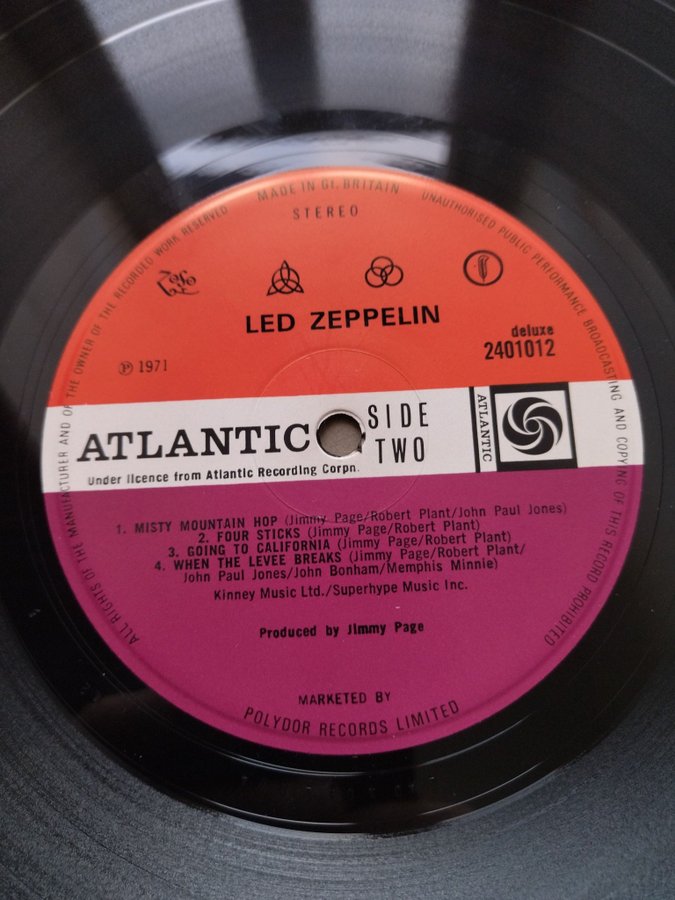 MADE IN Gt. BRITAIN
UNAUTHORISED PUBLIC PERFORMANCE BROADCASTING AND COPYING OF THIS RECORD PROHIBITED
ALL RIGHTS OF THE MANUFACTURER AND OF THE OWNER OF THE RECORDED WORK RESERVED
STEREO
LED ZEPPELIN
deluxe
℗ 1971
2401012
ATLANTIC
SIDE
TWO
ATLANTIC
Under licence from Atlantic Recording Corpn.
1. MISTY MOUNTAIN HOP (Jimmy Page/Robert Plant/John Paul Jones)
2. FOUR STICKS (Jimmy Page/Robert Plant)
3. GOING TO CALIFORNIA (Jimmy Page/Robert Plant)
4. WHEN THE LEVEE BREAKS (Jimmy Page/Robert Plant/
John Paul Jones/John Bonham/Memphis Minnie)
Kinney Music Ltd./Superhype Music Inc.
Produced by Jimmy Page
MARKETED BY
POLYDOR RECORDS LIMITED